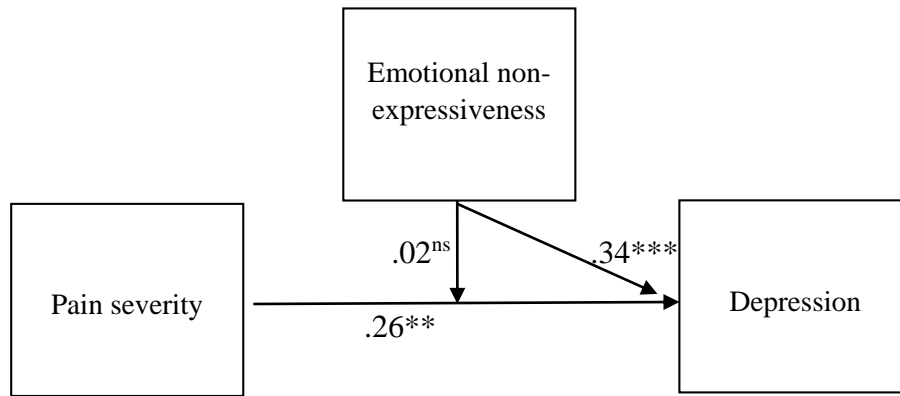 Emotional non-
expressiveness
.02ns
.34***
Pain severity
.26**
Depression